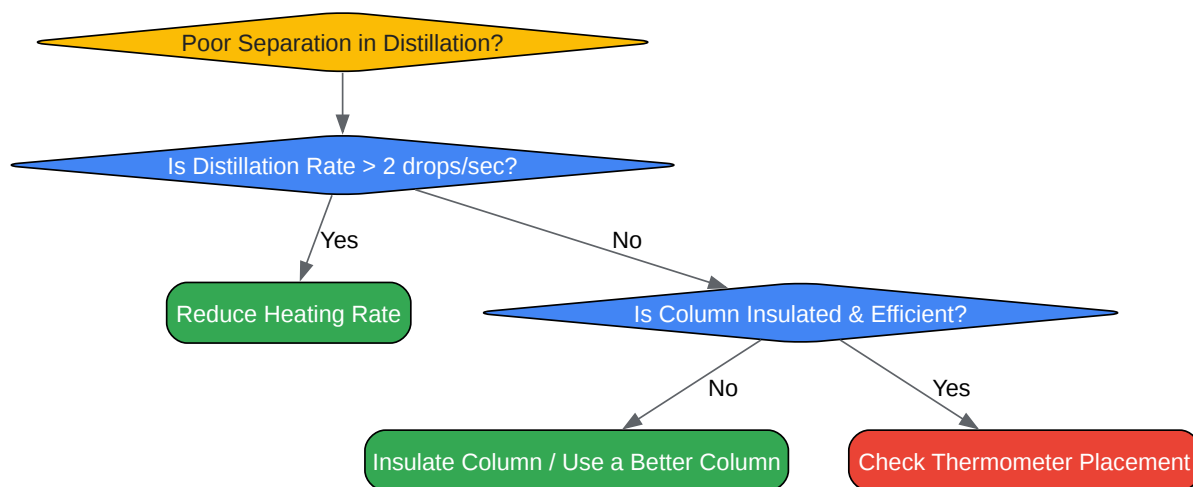 Poor Separation in Distillation?
Is Distillation Rate > 2 drops/sec?
Yes
No
Reduce Heating Rate
Is Column Insulated & Efficient?
No
Yes
Insulate Column / Use a Better Column
Check Thermometer Placement